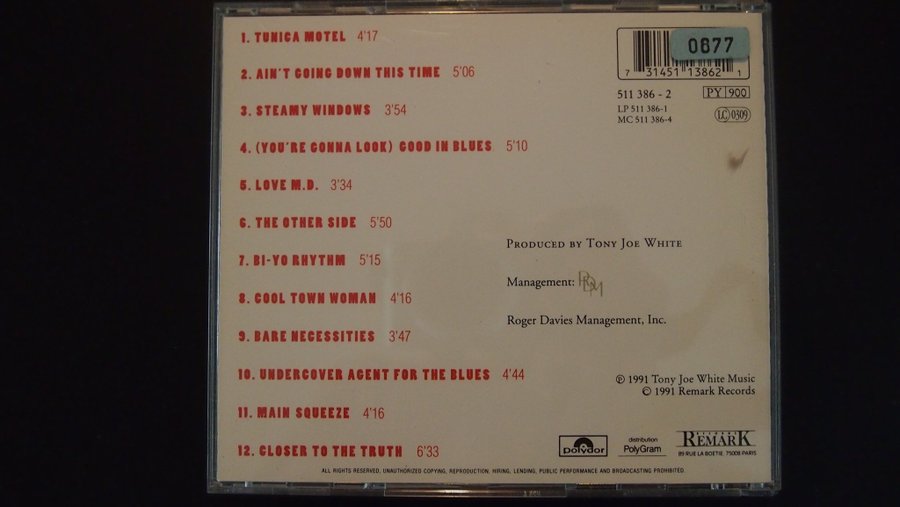 1. TUNICA MOTEL 4'17
2. AIN'T GOING DOWN THIS TIME 5'06
3. STEAMY WINDOWS 3'54
4. (YOU'RE GONNA LOOK) GOOD IN BLUES 5'10
5. LOVE M.D. 3'34
6. THE OTHER SIDE 5'50
7. BI-YO RHYTHM 5'15
8. COOL TOWN WOMAN 4'16
9. BARE NECESSITIES 3'47
10. UNDERCOVER AGENT FOR THE BLUES 4'44
11. MAIN SQUEEZE 4'16
12. CLOSER TO THE TRUTH 6'33
0877
7 31451 13862 1
511 386 - 2 PY 900
LP 511 386-1
MC 511 386-4
LC 0309
PRODUCED BY TONY JOE WHITE
Management: RDM
Roger Davies Management, Inc.
℗ 1991 Tony Joe White Music
© 1991 Remark Records
polydor
distribution
PolyGram
REMARK
89 RUE LA BOETIE, 75008 PARIS
ALL RIGHTS RESERVED, UNAUTHORIZED COPYING, REPRODUCTION, HIRING, LENDING, PUBLIC PERFORMANCE AND BROADCASTING PROHIBITED.